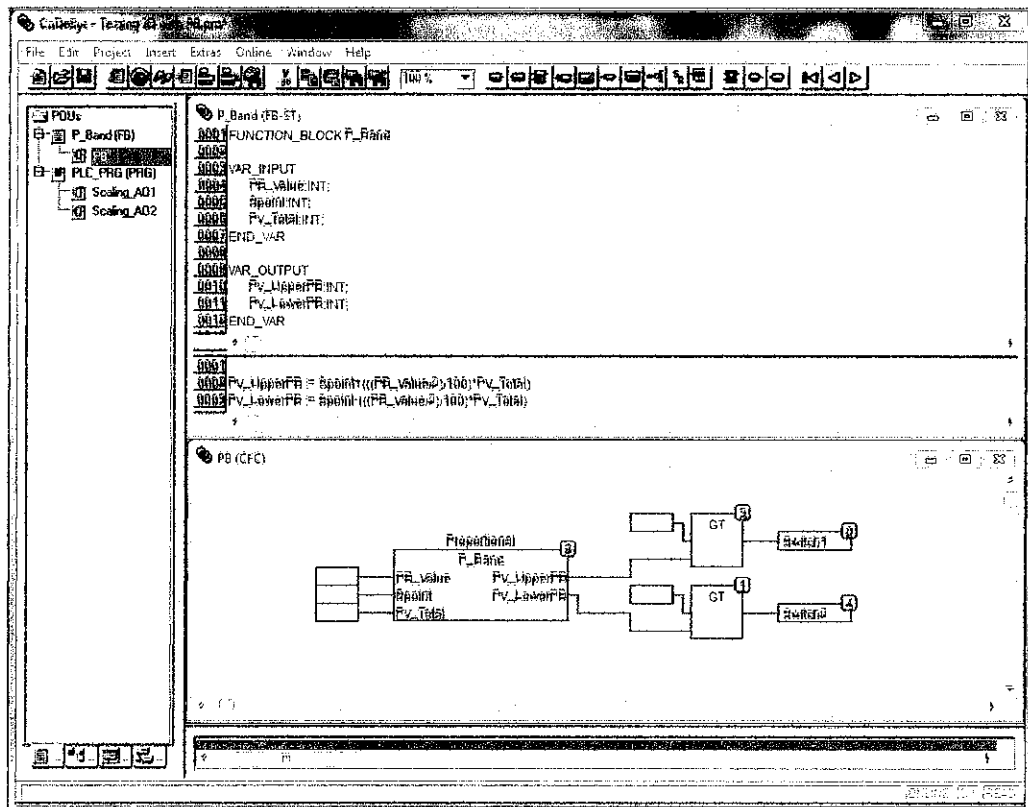 CoDeSys - Testing
File Edit Project Insert Extras Online Window Help
100 %
POUs
P_Band (FB)
PB
PLC_PRG (PRG)
Scaling_AO1
Scaling_AO2
P_Band (FB-ST)
0001 FUNCTION_BLOCK P_Band
0002
0003 VAR_INPUT
0004 PB_Value:INT;
0005 Spoint:INT;
0006 PV_Total:INT;
0007 END_VAR
0008
0009 VAR_OUTPUT
0010 PV_UpperPB:INT;
0011 PV_LowerPB:INT;
0012 END_VAR
0001
0002 PV_UpperPB := Spoint+(((PB_Value/2)/100)*PV_Total)
0003 PV_LowerPB := Spoint-(((PB_Value/2)/100)*PV_Total)
PB (CFC)
Proportional
P_Band
PB_Value PV_UpperPB
Spoint PV_LowerPB
PV_Total
GT
Switch1
GT
Switch2